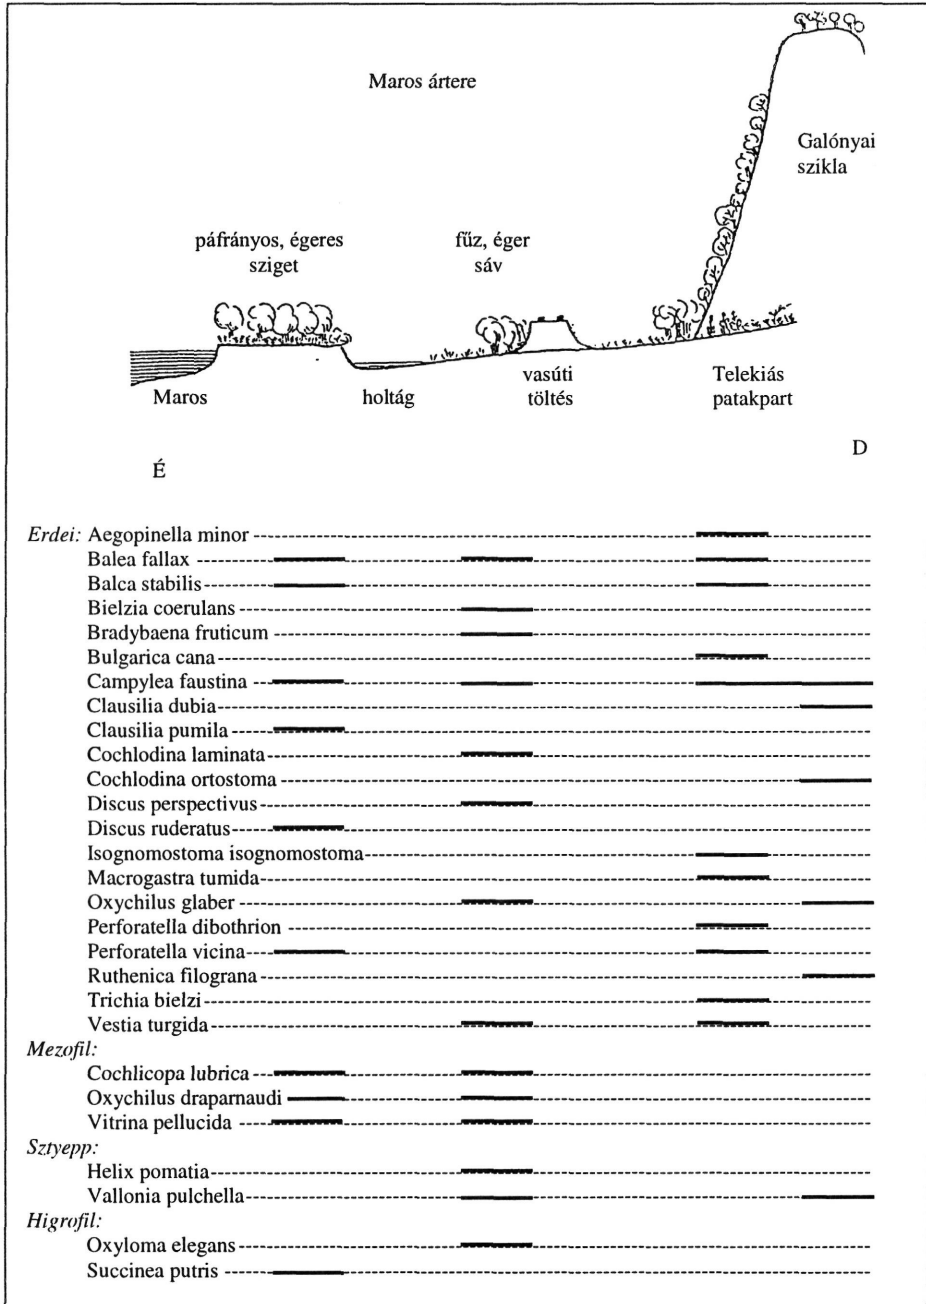 Maros ártere
Galónyai
szikla
páfrányos, égeres
sziget
fűz, éger
sáv
Maros
holtág
vasúti
töltés
Telekiás
patakpart
É
D
Erdei: Aegopinella minor
Balea fallax
Balca stabilis
Bielzia coerulans
Bradybaena fruticum
Bulgarica cana
Campylea faustina
Clausilia dubia
Clausilia pumila
Cochlodina laminata
Cochlodina ortostoma
Discus perspectivus
Discus ruderatus
Isognomostoma isognomostoma
Macrogastra tumida
Oxychilus glaber
Perforatella dibothrion
Perforatella vicina
Ruthenica filograna
Trichia bielzi
Vestia turgida
Mezofil:
Cochlicopa lubrica
Oxychilus draparnaudi
Vitrina pellucida
Sztyepp:
Helix pomatia
Vallonia pulchella
Higrofil:
Oxyloma elegans
Succinea putris